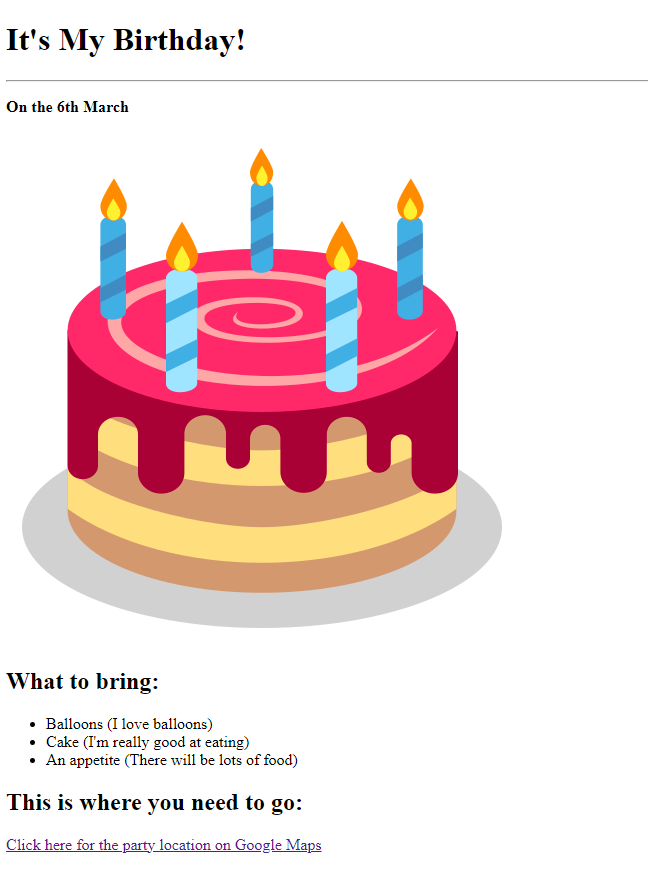 It's My Birthday!
On the 6th March
What to bring:
Balloons (I love balloons)
Cake (I'm really good at eating)
An appetite (There will be lots of food)
This is where you need to go:
Click here for the party location on Google Maps